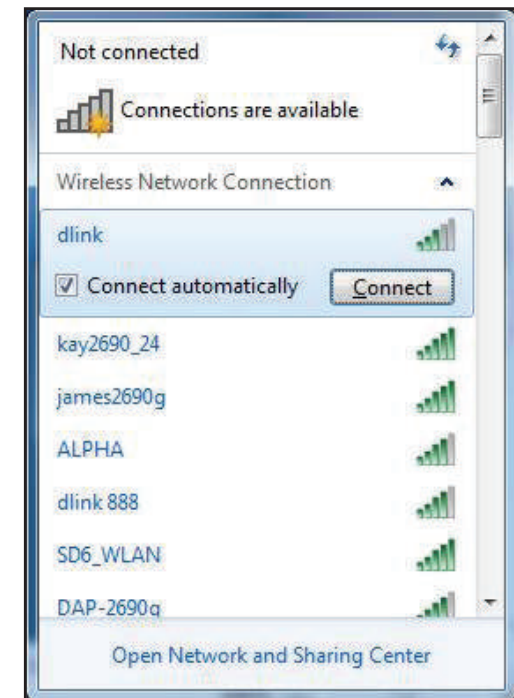 Not connected
Connections are available
Wireless Network Connection
dlink
Connect automatically Connect
kay2690_24
james2690g
ALPHA
dlink 888
SD6_WLAN
DAP-2690g
Open Network and Sharing Center